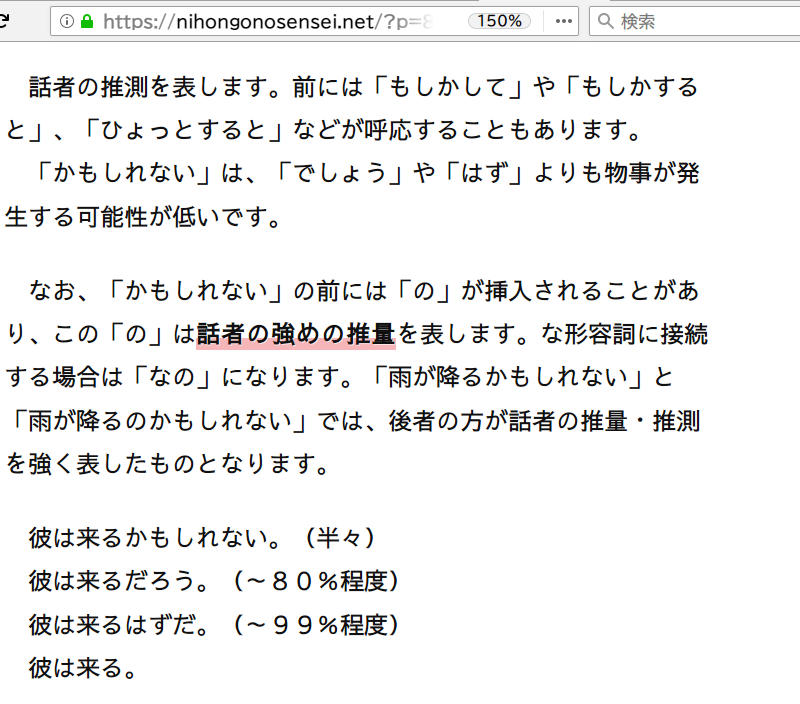 https://nihongonosensei.net/?p=8 150% ••• 検索
話者の推測を表します。前には「もしかして」や「もしかする
と」、「ひょっとすると」などが呼応することもあります。
「かもしれない」は、「でしょう」や「はず」よりも物事が発
生する可能性が低いです。
なお、「かもしれない」の前には「の」が挿入されることがあ
り、この「の」は話者の強めの推量を表します。な形容詞に接続
する場合は「なの」になります。「雨が降るかもしれない」と
「雨が降るのかもしれない」では、後者の方が話者の推量・推測
を強く表したものとなります。
彼は来るかもしれない。（半々）
彼は来るだろう。（～８０％程度）
彼は来るはずだ。（～９９％程度）
彼は来る。